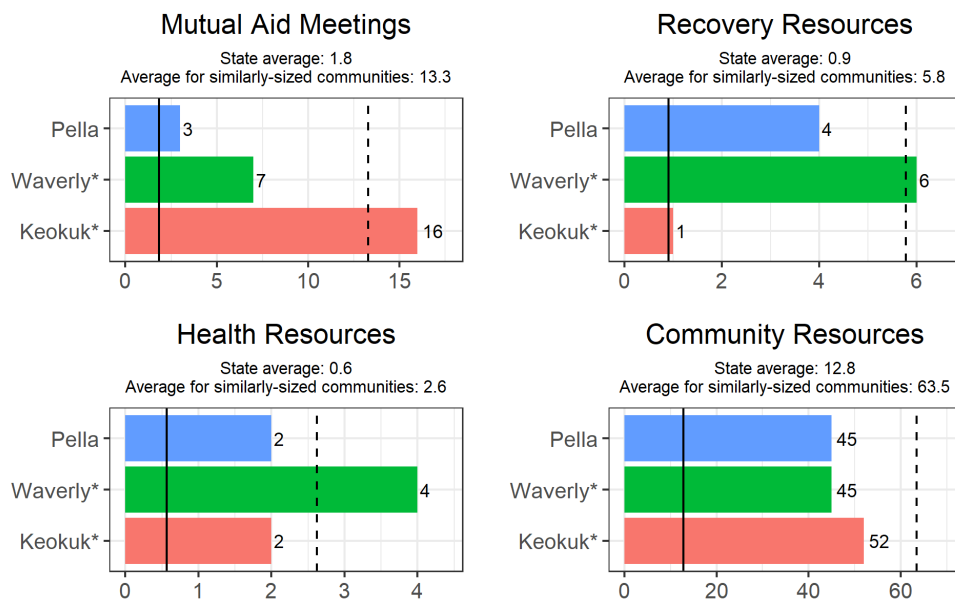 Mutual Aid Meetings
State average: 1.8
Average for similarly-sized communities: 13.3
Pella
3
Waverly*
7
Keokuk*
16
0 5 10 15
Recovery Resources
State average: 0.9
Average for similarly-sized communities: 5.8
Pella
4
Waverly*
6
Keokuk*
1
0 2 4 6
Health Resources
State average: 0.6
Average for similarly-sized communities: 2.6
Pella
2
Waverly*
4
Keokuk*
2
0 1 2 3 4
Community Resources
State average: 12.8
Average for similarly-sized communities: 63.5
Pella
45
Waverly*
45
Keokuk*
52
0 20 40 60